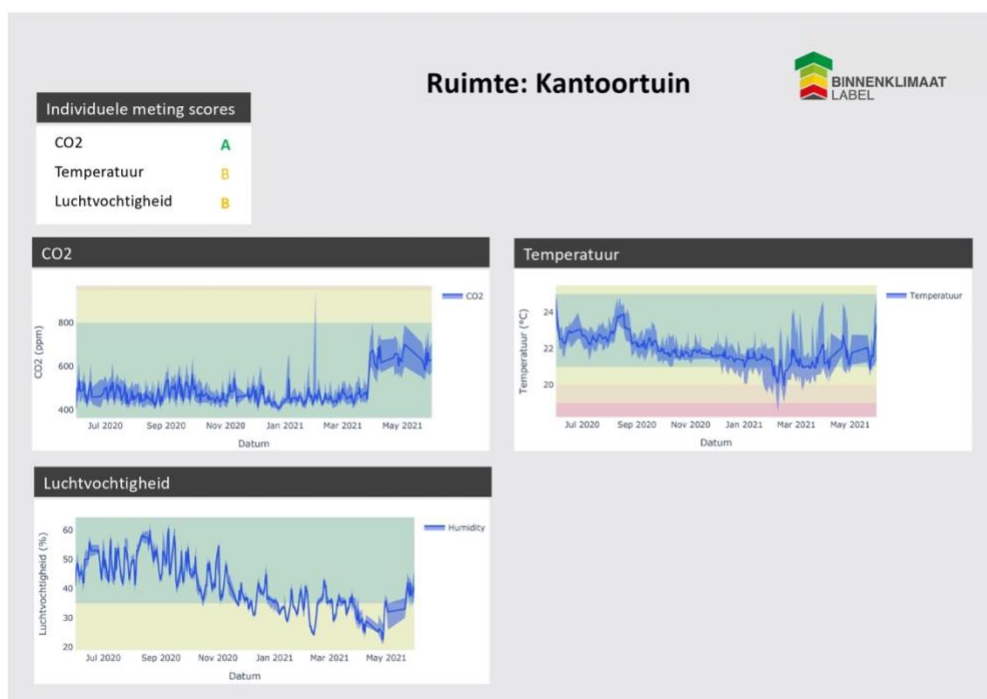 Ruimte: Kantoortuin
BINNENKLIMAAT
LABEL
Individuele meting scores
CO2 A
Temperatuur B
Luchtvochtigheid B
CO2
CO2 (ppm)
800
600
400
Jul 2020 Sep 2020 Nov 2020 Jan 2021 Mar 2021 May 2021
Datum
CO2
Temperatuur
Temperatuur (°C)
24
22
20
Jul 2020 Sep 2020 Nov 2020 Jan 2021 Mar 2021 May 2021
Datum
Temperatuur
Luchtvochtigheid
Luchtvochtigheid (%)
60
50
40
30
20
Jul 2020 Sep 2020 Nov 2020 Jan 2021 Mar 2021 May 2021
Datum
Humidity